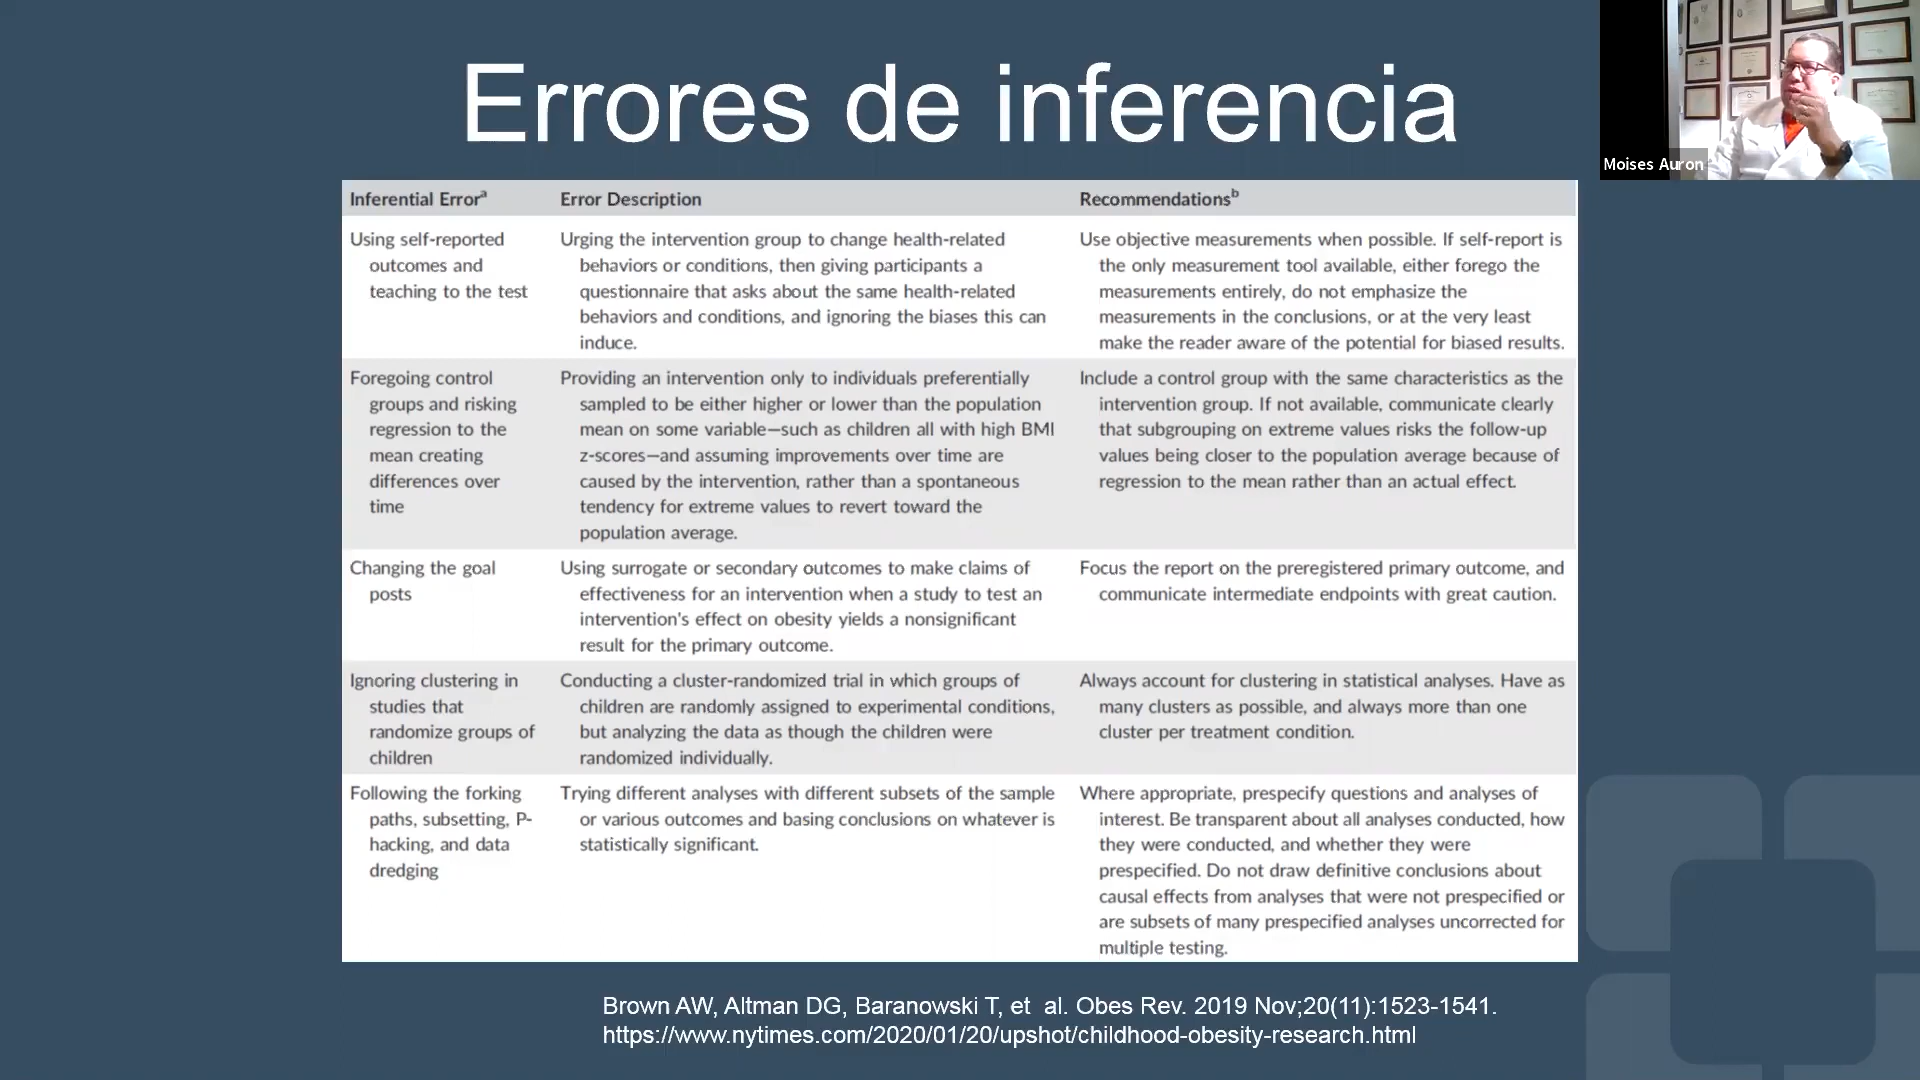 Errores de inferencia
Moises Auron
Inferential Errorᵃ Error Description Recommendationsᵇ
Using self-reported
outcomes and
teaching to the test
Urging the intervention group to change health-related
behaviors or conditions, then giving participants a
questionnaire that asks about the same health-related
behaviors and conditions, and ignoring the biases this can
induce.
Use objective measurements when possible. If self-report is
the only measurement tool available, either forego the
measurements entirely, do not emphasize the
measurements in the conclusions, or at the very least
make the reader aware of the potential for biased results.
Foregoing control
groups and risking
regression to the
mean creating
differences over
time
Providing an intervention only to individuals preferentially
sampled to be either higher or lower than the population
mean on some variable—such as children all with high BMI
z-scores—and assuming improvements over time are
caused by the intervention, rather than a spontaneous
tendency for extreme values to revert toward the
population average.
Include a control group with the same characteristics as the
intervention group. If not available, communicate clearly
that subgrouping on extreme values risks the follow-up
values being closer to the population average because of
regression to the mean rather than an actual effect.
Changing the goal
posts
Using surrogate or secondary outcomes to make claims of
effectiveness for an intervention when a study to test an
intervention's effect on obesity yields a nonsignificant
result for the primary outcome.
Focus the report on the preregistered primary outcome, and
communicate intermediate endpoints with great caution.
Ignoring clustering in
studies that
randomize groups of
children
Conducting a cluster-randomized trial in which groups of
children are randomly assigned to experimental conditions,
but analyzing the data as though the children were
randomized individually.
Always account for clustering in statistical analyses. Have as
many clusters as possible, and always more than one
cluster per treatment condition.
Following the forking
paths, subsetting, P-
hacking, and data
dredging
Trying different analyses with different subsets of the sample
or various outcomes and basing conclusions on whatever is
statistically significant.
Where appropriate, prespecify questions and analyses of
interest. Be transparent about all analyses conducted, how
they were conducted, and whether they were
prespecified. Do not draw definitive conclusions about
causal effects from analyses that were not prespecified or
are subsets of many prespecified analyses uncorrected for
multiple testing.
Brown AW, Altman DG, Baranowski T, et al. Obes Rev. 2019 Nov;20(11):1523-1541.
https://www.nytimes.com/2020/01/20/upshot/childhood-obesity-research.html